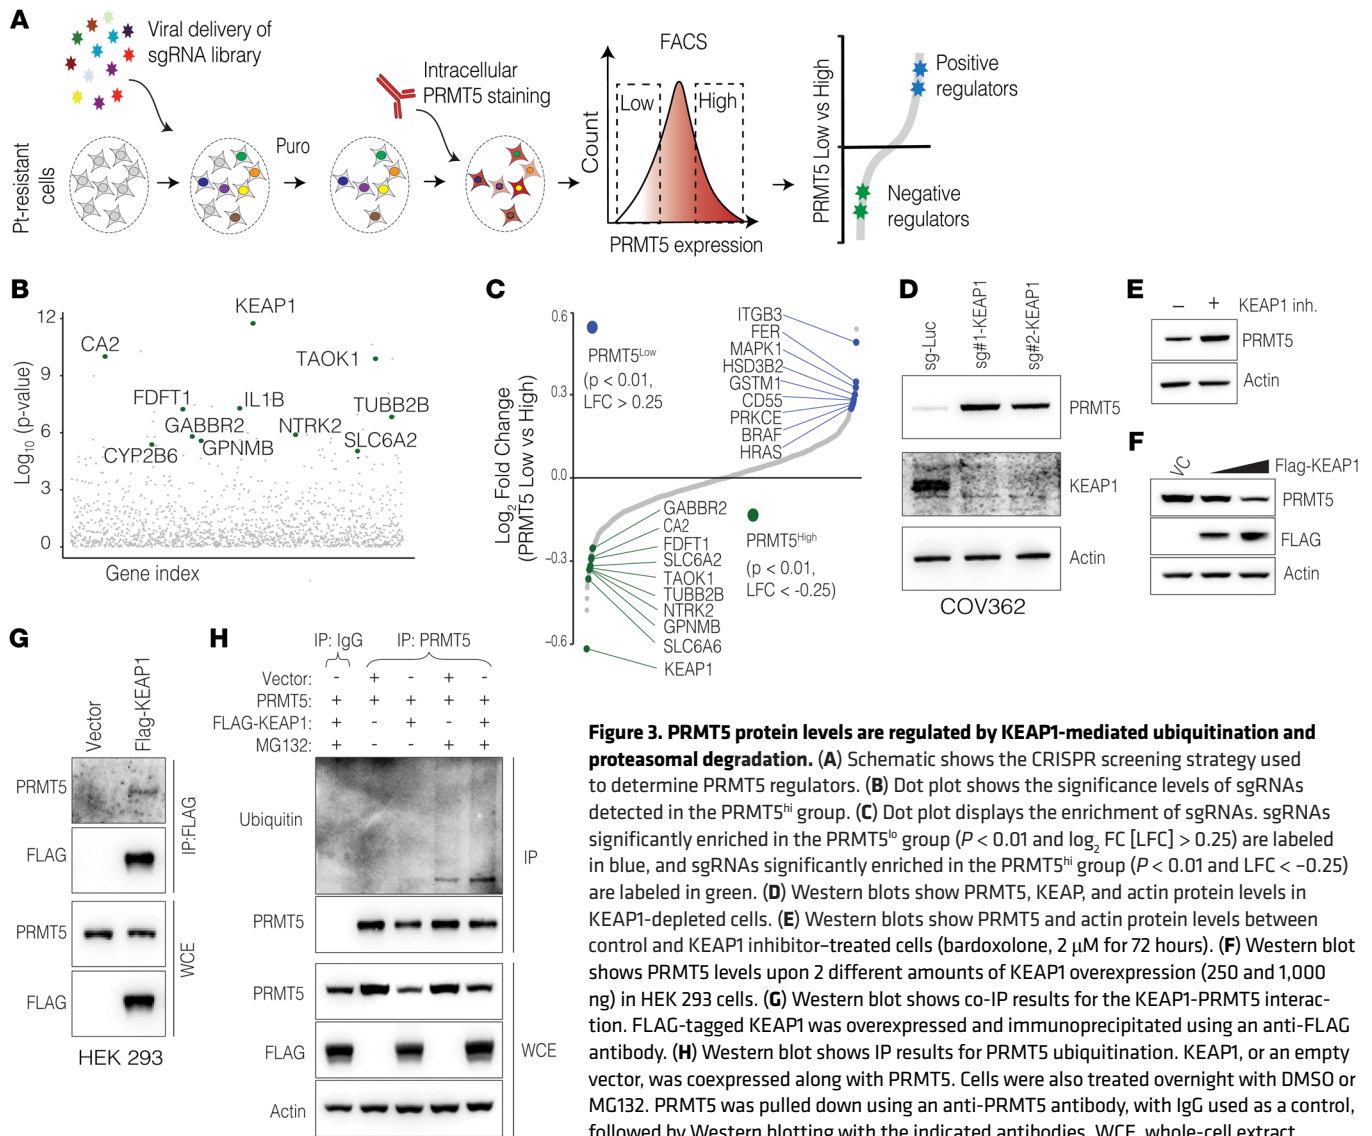 A
Viral delivery of
sgRNA library
Intracellular
PRMT5 staining
Pt-resistant
cells
Puro
FACS
Low
High
Count
PRMT5 expression
PRMT5 Low vs High
Positive
regulators
Negative
regulators
B
Log10 (p-value)
12
9
6
3
0
KEAP1
CA2
TAOK1
FDFT1
IL1B
TUBB2B
GABBR2
NTRK2
CYP2B6
GPNMB
SLC6A2
Gene index
C
Log2 Fold Change
(PRMT5 Low vs High)
0.6
0.3
0.0
−0.3
−0.6
PRMT5Low
(p < 0.01,
LFC > 0.25
ITGB3
FER
MAPK1
HSD3B2
GSTM1
CD55
PRKCE
BRAF
HRAS
GABBR2
CA2
FDFT1
SLC6A2
TAOK1
TUBB2B
NTRK2
GPNMB
SLC6A6
KEAP1
PRMT5High
(p < 0.01,
LFC < -0.25)
D
sg-Luc
sg#1-KEAP1
sg#2-KEAP1
PRMT5
KEAP1
Actin
COV362
E
− + KEAP1 inh.
PRMT5
Actin
F
VC
Flag-KEAP1
PRMT5
FLAG
Actin
G
Vector
Flag-KEAP1
PRMT5
FLAG
IP:FLAG
PRMT5
FLAG
WCE
HEK 293
H
IP: IgG IP: PRMT5
Vector: - + - + -
PRMT5: + + + + +
FLAG-KEAP1: + - + - +
MG132: + - - + +
Ubiquitin
PRMT5
IP
PRMT5
FLAG
Actin
WCE
Figure 3. PRMT5 protein levels are regulated by KEAP1-mediated ubiquitination and
proteasomal degradation. (A) Schematic shows the CRISPR screening strategy used
to determine PRMT5 regulators. (B) Dot plot shows the significance levels of sgRNAs
detected in the PRMT5hi group. (C) Dot plot displays the enrichment of sgRNAs. sgRNAs
significantly enriched in the PRMT5lo group (P < 0.01 and log2 FC [LFC] > 0.25) are labeled
in blue, and sgRNAs significantly enriched in the PRMT5hi group (P < 0.01 and LFC < −0.25)
are labeled in green. (D) Western blots show PRMT5, KEAP, and actin protein levels in
KEAP1-depleted cells. (E) Western blots show PRMT5 and actin protein levels between
control and KEAP1 inhibitor–treated cells (bardoxolone, 2 μM for 72 hours). (F) Western blot
shows PRMT5 levels upon 2 different amounts of KEAP1 overexpression (250 and 1,000
ng) in HEK 293 cells. (G) Western blot shows co-IP results for the KEAP1-PRMT5 interac-
tion. FLAG-tagged KEAP1 was overexpressed and immunoprecipitated using an anti-FLAG
antibody. (H) Western blot shows IP results for PRMT5 ubiquitination. KEAP1, or an empty
vector, was coexpressed along with PRMT5. Cells were also treated overnight with DMSO or
MG132. PRMT5 was pulled down using an anti-PRMT5 antibody, with IgG used as a control,
followed by Western blotting with the indicated antibodies. WCE, whole-cell extract